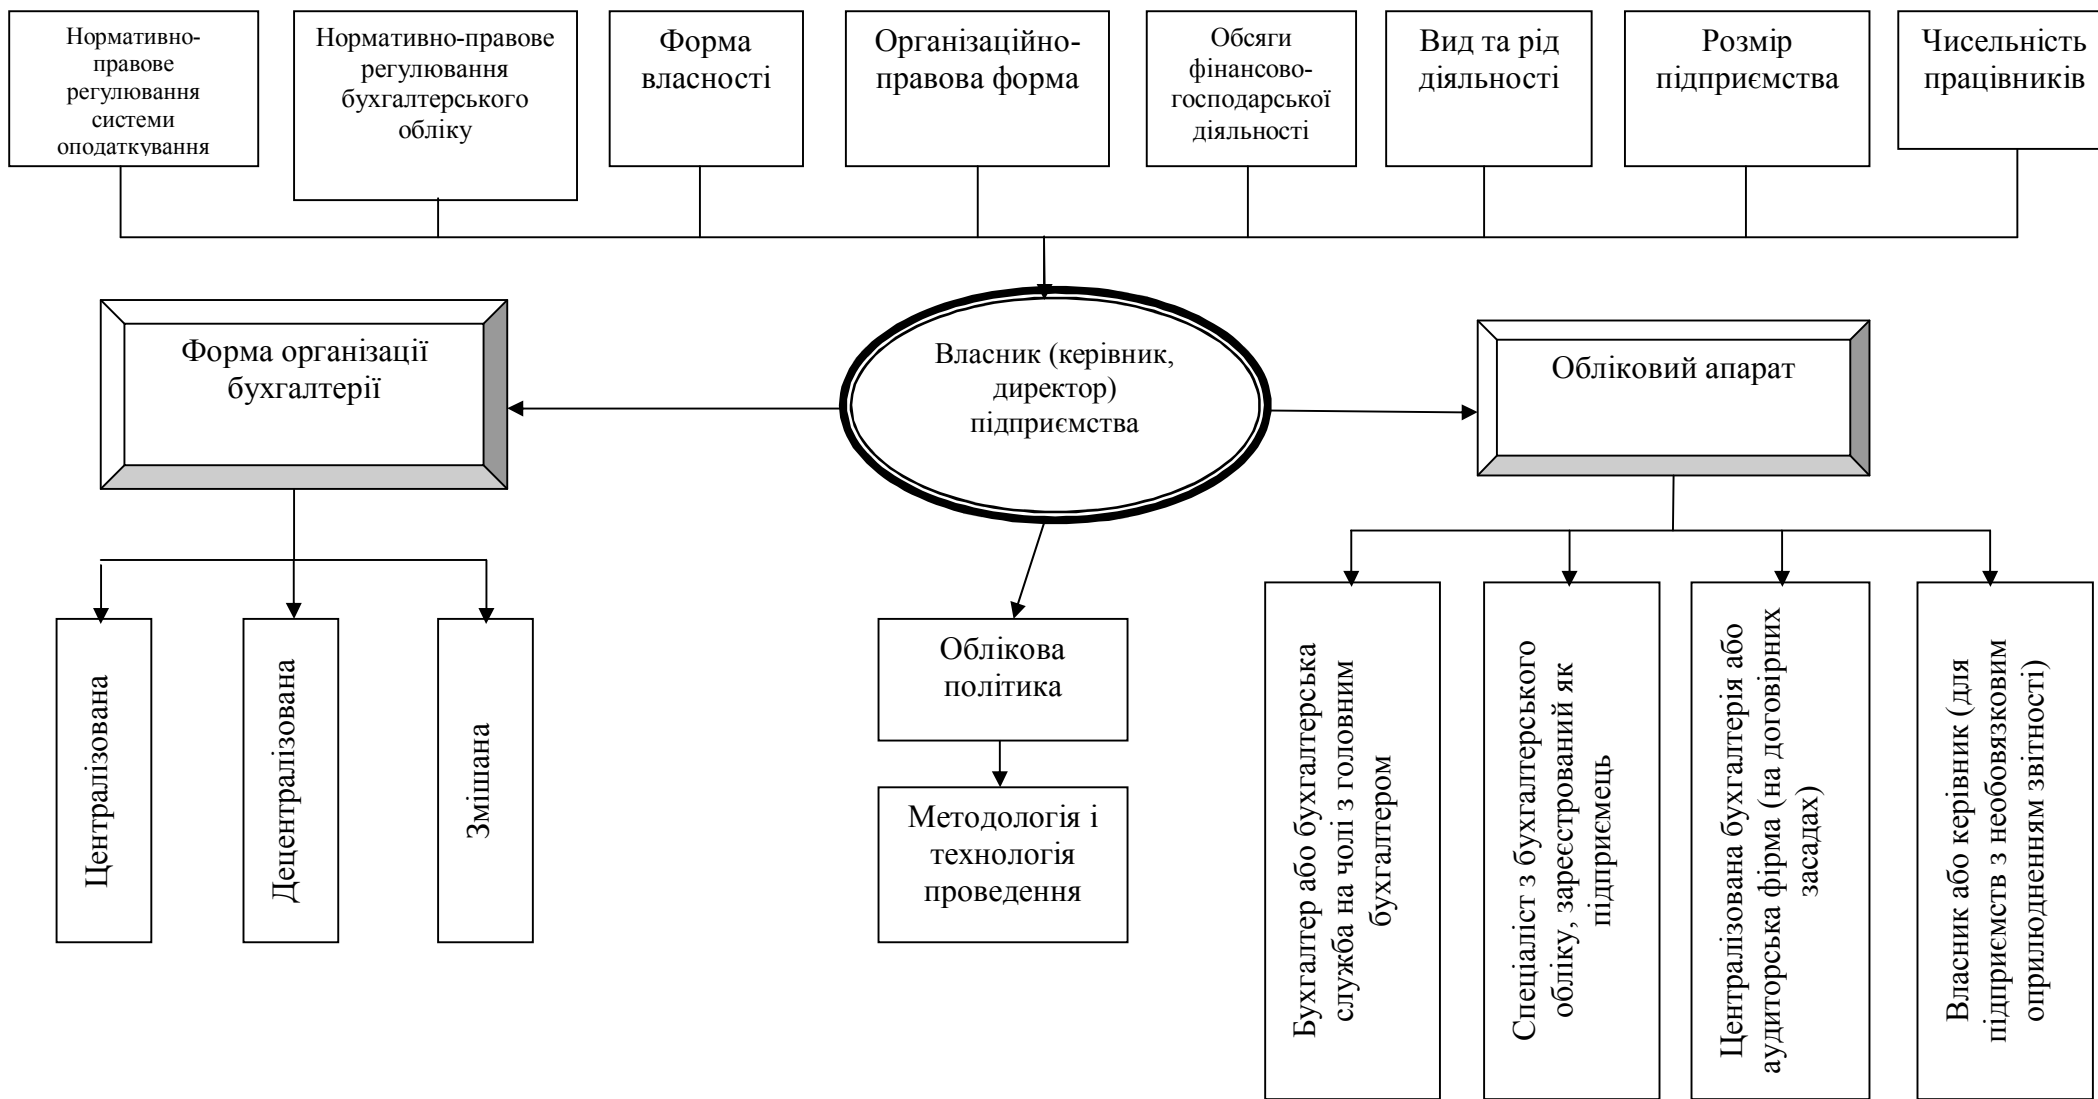 Нормативно-
правове
регулювання
системи
оподаткування
Нормативно-правове
регулювання
бухгалтерського
обліку
Форма
власності
Організаційно-
правова форма
Обсяги
фінансово-
господарської
діяльності
Вид та рід
діяльності
Розмір
підприємства
Чисельність
працівників
Форма організації
бухгалтерії
Власник (керівник,
директор)
підприємства
Обліковий апарат
Централізована
Децентралізована
Змішана
Облікова
політика
Методологія і
технологія
проведення
Бухгалтер або бухгалтерська
служба на чолі з головним
бухгалтером
Спеціаліст з бухгалтерського
обліку, зареєстрований як
підприємець
Централізована бухгалтерія або
аудиторська фірма (на договірних
засадах)
Власник або керівник (для
підприємств з необовязковим
оприлюдненням звітності)